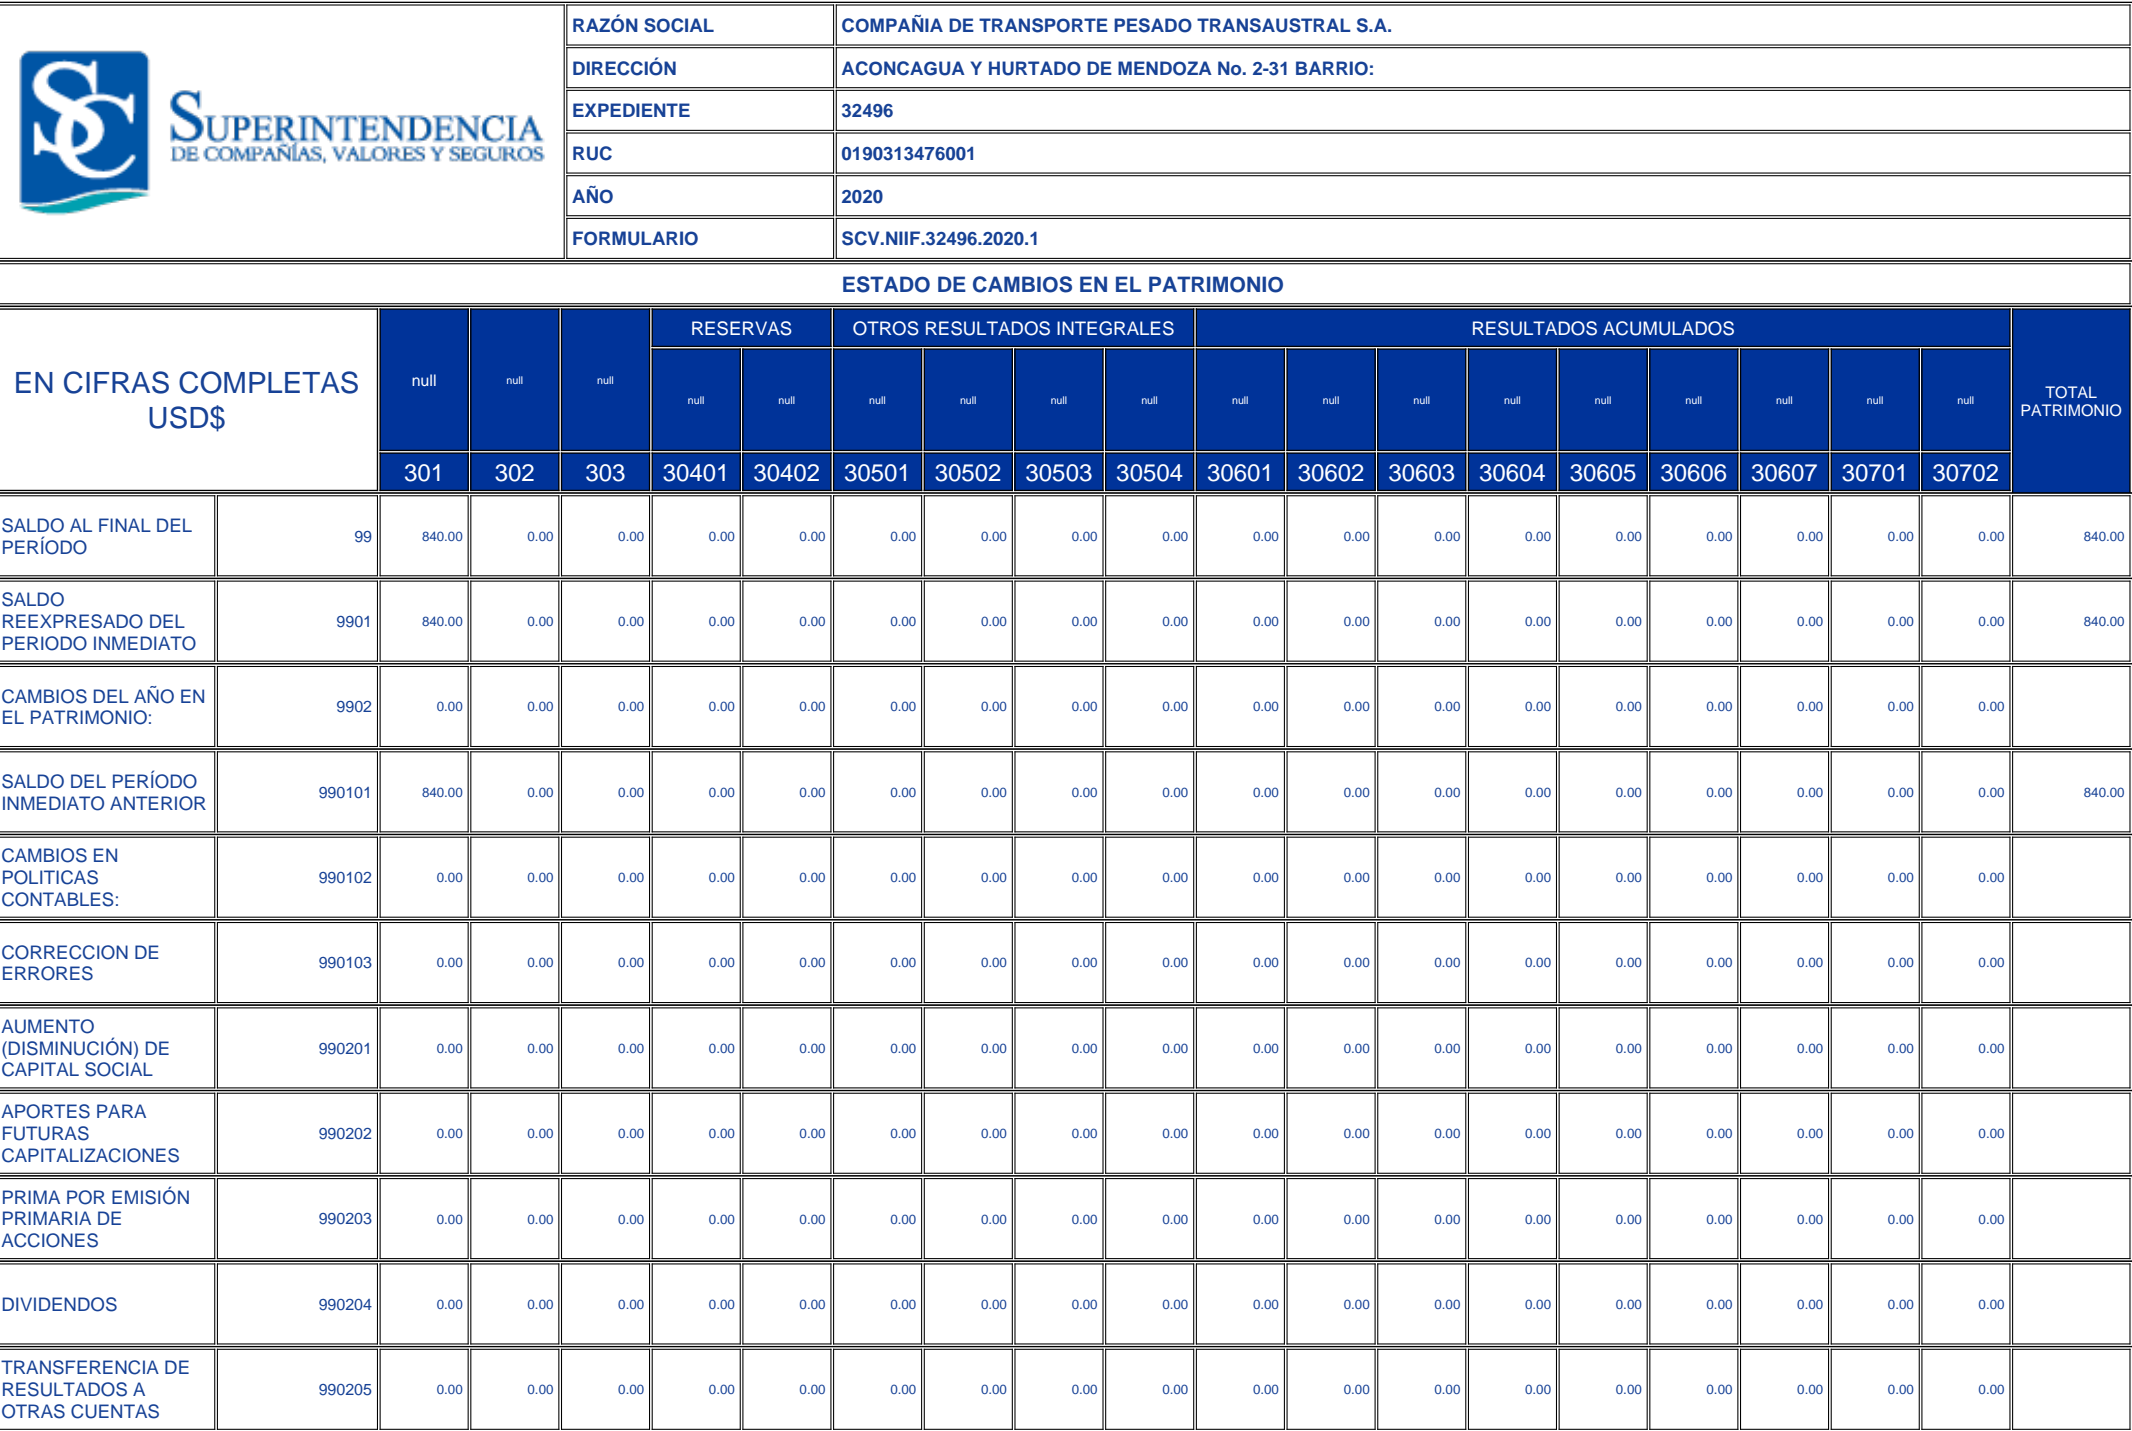 SC
SUPERINTENDENCIA
DE COMPAÑÍAS, VALORES Y SEGUROS
RAZÓN SOCIAL COMPAÑIA DE TRANSPORTE PESADO TRANSAUSTRAL S.A.
DIRECCIÓN ACONCAGUA Y HURTADO DE MENDOZA No. 2-31 BARRIO:
EXPEDIENTE 32496
RUC 0190313476001
AÑO 2020
FORMULARIO SCV.NIIF.32496.2020.1
ESTADO DE CAMBIOS EN EL PATRIMONIO
EN CIFRAS COMPLETAS
USD$
RESERVAS OTROS RESULTADOS INTEGRALES RESULTADOS ACUMULADOS
null null null null null null null null null null null null null null null null null null
TOTAL
PATRIMONIO
301 302 303 30401 30402 30501 30502 30503 30504 30601 30602 30603 30604 30605 30606 30607 30701 30702
SALDO AL FINAL DEL
PERÍODO
99 840.00 0.00 0.00 0.00 0.00 0.00 0.00 0.00 0.00 0.00 0.00 0.00 0.00 0.00 0.00 0.00 0.00 0.00 840.00
SALDO
REEXPRESADO DEL
PERIODO INMEDIATO
9901 840.00 0.00 0.00 0.00 0.00 0.00 0.00 0.00 0.00 0.00 0.00 0.00 0.00 0.00 0.00 0.00 0.00 0.00 840.00
CAMBIOS DEL AÑO EN
EL PATRIMONIO:
9902 0.00 0.00 0.00 0.00 0.00 0.00 0.00 0.00 0.00 0.00 0.00 0.00 0.00 0.00 0.00 0.00 0.00 0.00
SALDO DEL PERÍODO
INMEDIATO ANTERIOR
990101 840.00 0.00 0.00 0.00 0.00 0.00 0.00 0.00 0.00 0.00 0.00 0.00 0.00 0.00 0.00 0.00 0.00 0.00 840.00
CAMBIOS EN
POLITICAS
CONTABLES:
990102 0.00 0.00 0.00 0.00 0.00 0.00 0.00 0.00 0.00 0.00 0.00 0.00 0.00 0.00 0.00 0.00 0.00 0.00
CORRECCION DE
ERRORES
990103 0.00 0.00 0.00 0.00 0.00 0.00 0.00 0.00 0.00 0.00 0.00 0.00 0.00 0.00 0.00 0.00 0.00 0.00
AUMENTO
(DISMINUCIÓN) DE
CAPITAL SOCIAL
990201 0.00 0.00 0.00 0.00 0.00 0.00 0.00 0.00 0.00 0.00 0.00 0.00 0.00 0.00 0.00 0.00 0.00 0.00
APORTES PARA
FUTURAS
CAPITALIZACIONES
990202 0.00 0.00 0.00 0.00 0.00 0.00 0.00 0.00 0.00 0.00 0.00 0.00 0.00 0.00 0.00 0.00 0.00 0.00
PRIMA POR EMISIÓN
PRIMARIA DE
ACCIONES
990203 0.00 0.00 0.00 0.00 0.00 0.00 0.00 0.00 0.00 0.00 0.00 0.00 0.00 0.00 0.00 0.00 0.00 0.00
DIVIDENDOS 990204 0.00 0.00 0.00 0.00 0.00 0.00 0.00 0.00 0.00 0.00 0.00 0.00 0.00 0.00 0.00 0.00 0.00 0.00
TRANSFERENCIA DE
RESULTADOS A
OTRAS CUENTAS
990205 0.00 0.00 0.00 0.00 0.00 0.00 0.00 0.00 0.00 0.00 0.00 0.00 0.00 0.00 0.00 0.00 0.00 0.00